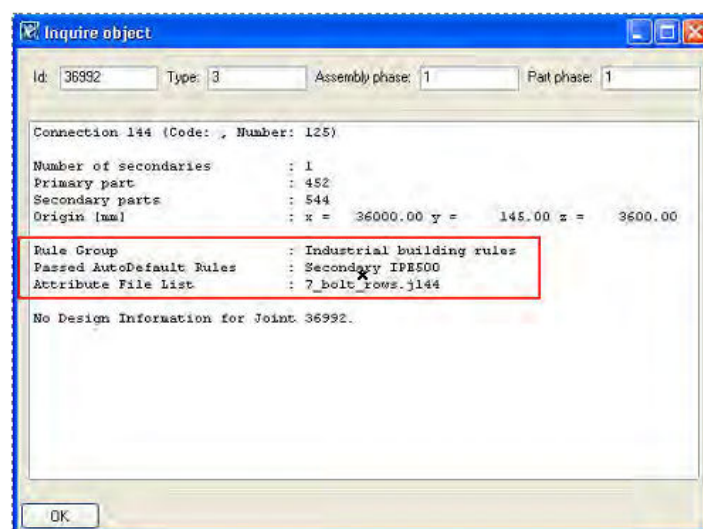 Inquire object
Id: 36992 Type: 3 Assembly phase: 1 Part phase: 1
Connection 144 (Code: , Number: 125)
Number of secondaries : 1
Primary part : 452
Secondary parts : 544
Origin [mm] : x = 36000.00 y = 145.00 z = 3600.00
Rule Group : Industrial building rules
Passed AutoDefault Rules : Secondary IPE500
Attribute File List : 7_bolt_rows.j144
No Design Information for Joint 36992.
OK